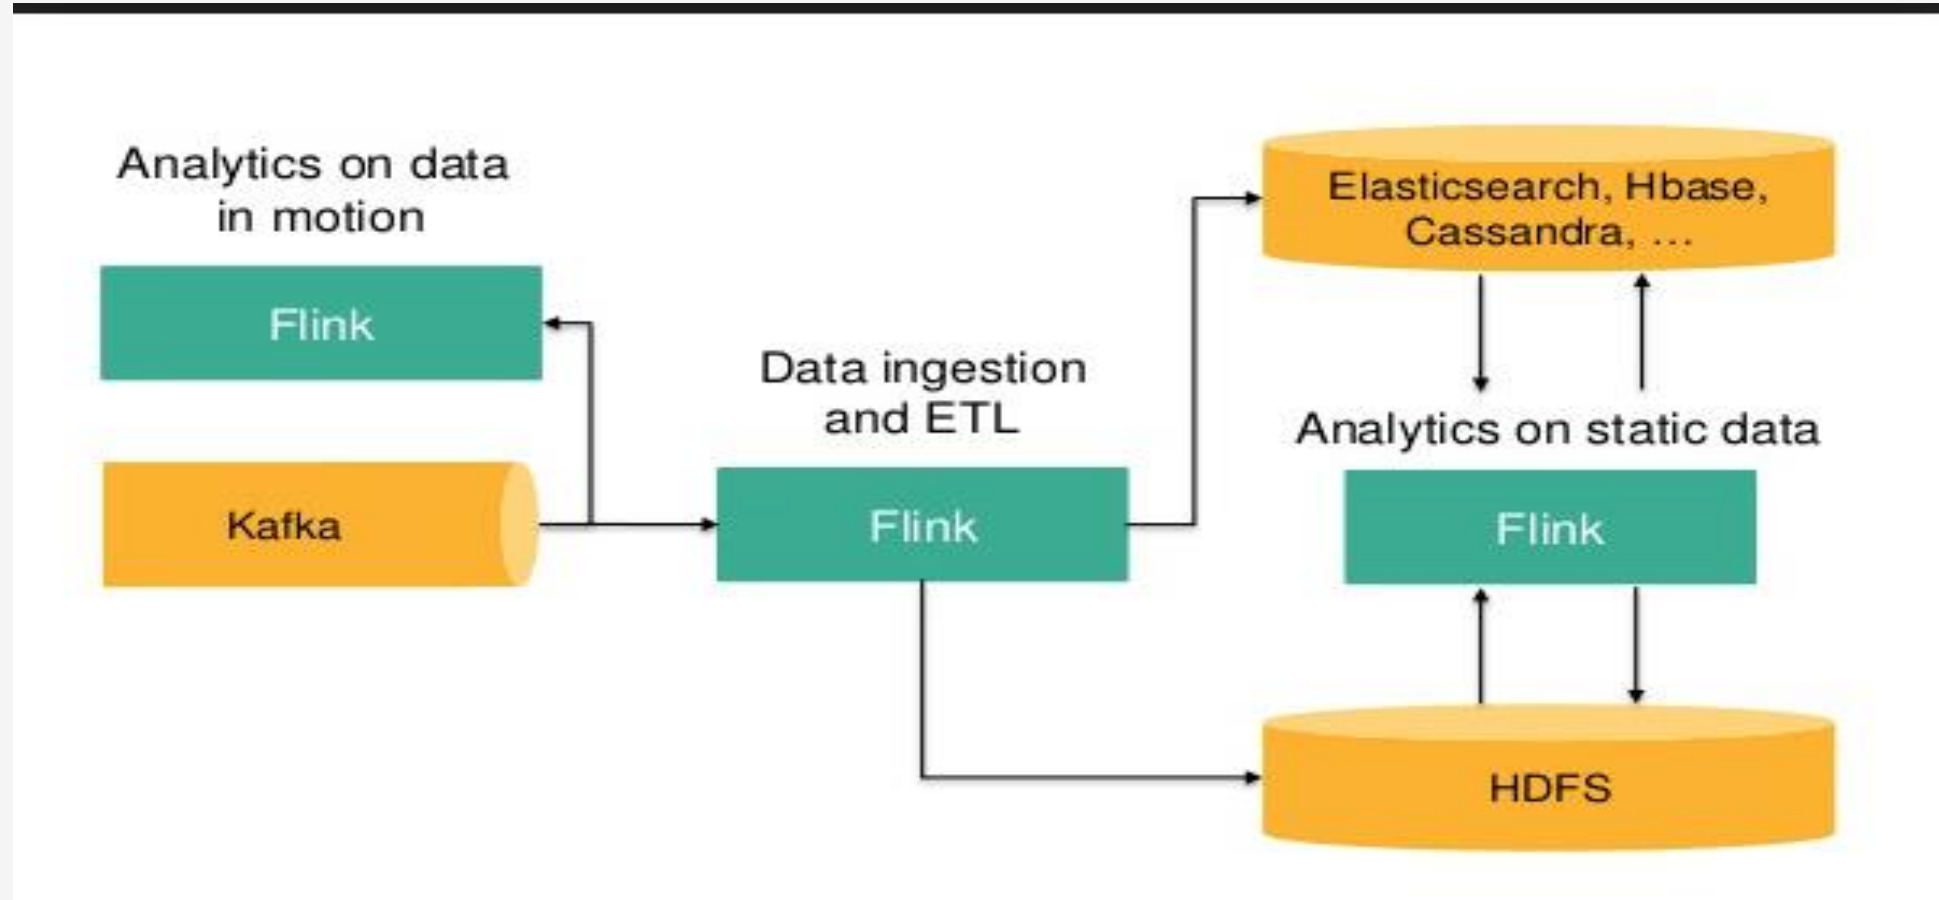 Analytics on data
in motion
Flink
Kafka
Data ingestion
and ETL
Flink
Elasticsearch, Hbase,
Cassandra, ...
Analytics on static data
Flink
HDFS